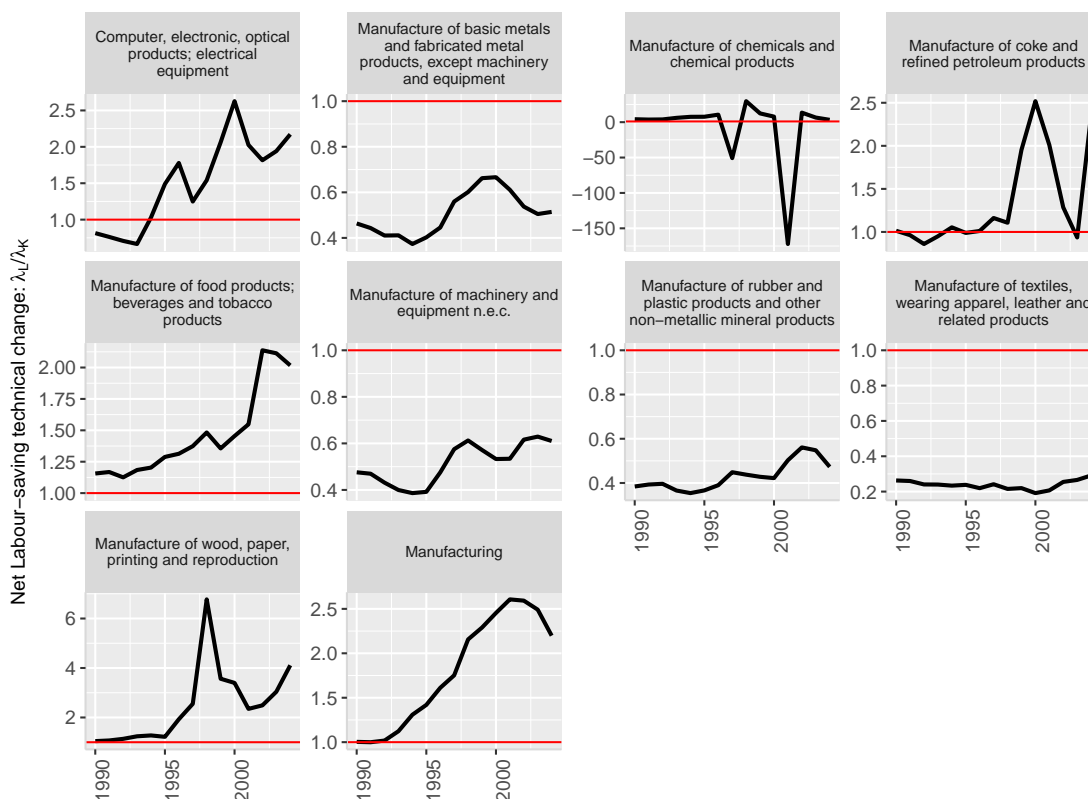 Computer, electronic, optical
products; electrical
equipment
Manufacture of basic metals
and fabricated metal
products, except machinery
and equipment
Manufacture of chemicals and
chemical products
Manufacture of coke and
refined petroleum products
2.5
2.0
1.5
1.0
1.0
0.8
0.6
0.4
0
−50
−100
−150
2.5
2.0
1.5
1.0
Manufacture of food products;
beverages and tobacco
products
Manufacture of machinery and
equipment n.e.c.
Manufacture of rubber and
plastic products and other
non−metallic mineral products
Manufacture of textiles,
wearing apparel, leather and
related products
2.00
1.75
1.50
1.25
1.00
1.0
0.8
0.6
0.4
1.0
0.8
0.6
0.4
1.0
0.8
0.6
0.4
0.2
1990
1995
2000
1990
1995
2000
Manufacture of wood, paper,
printing and reproduction
Manufacturing
6
4
2
2.5
2.0
1.5
1.0
1990
1995
2000
1990
1995
2000
Net Labour−saving technical change: λL/λK